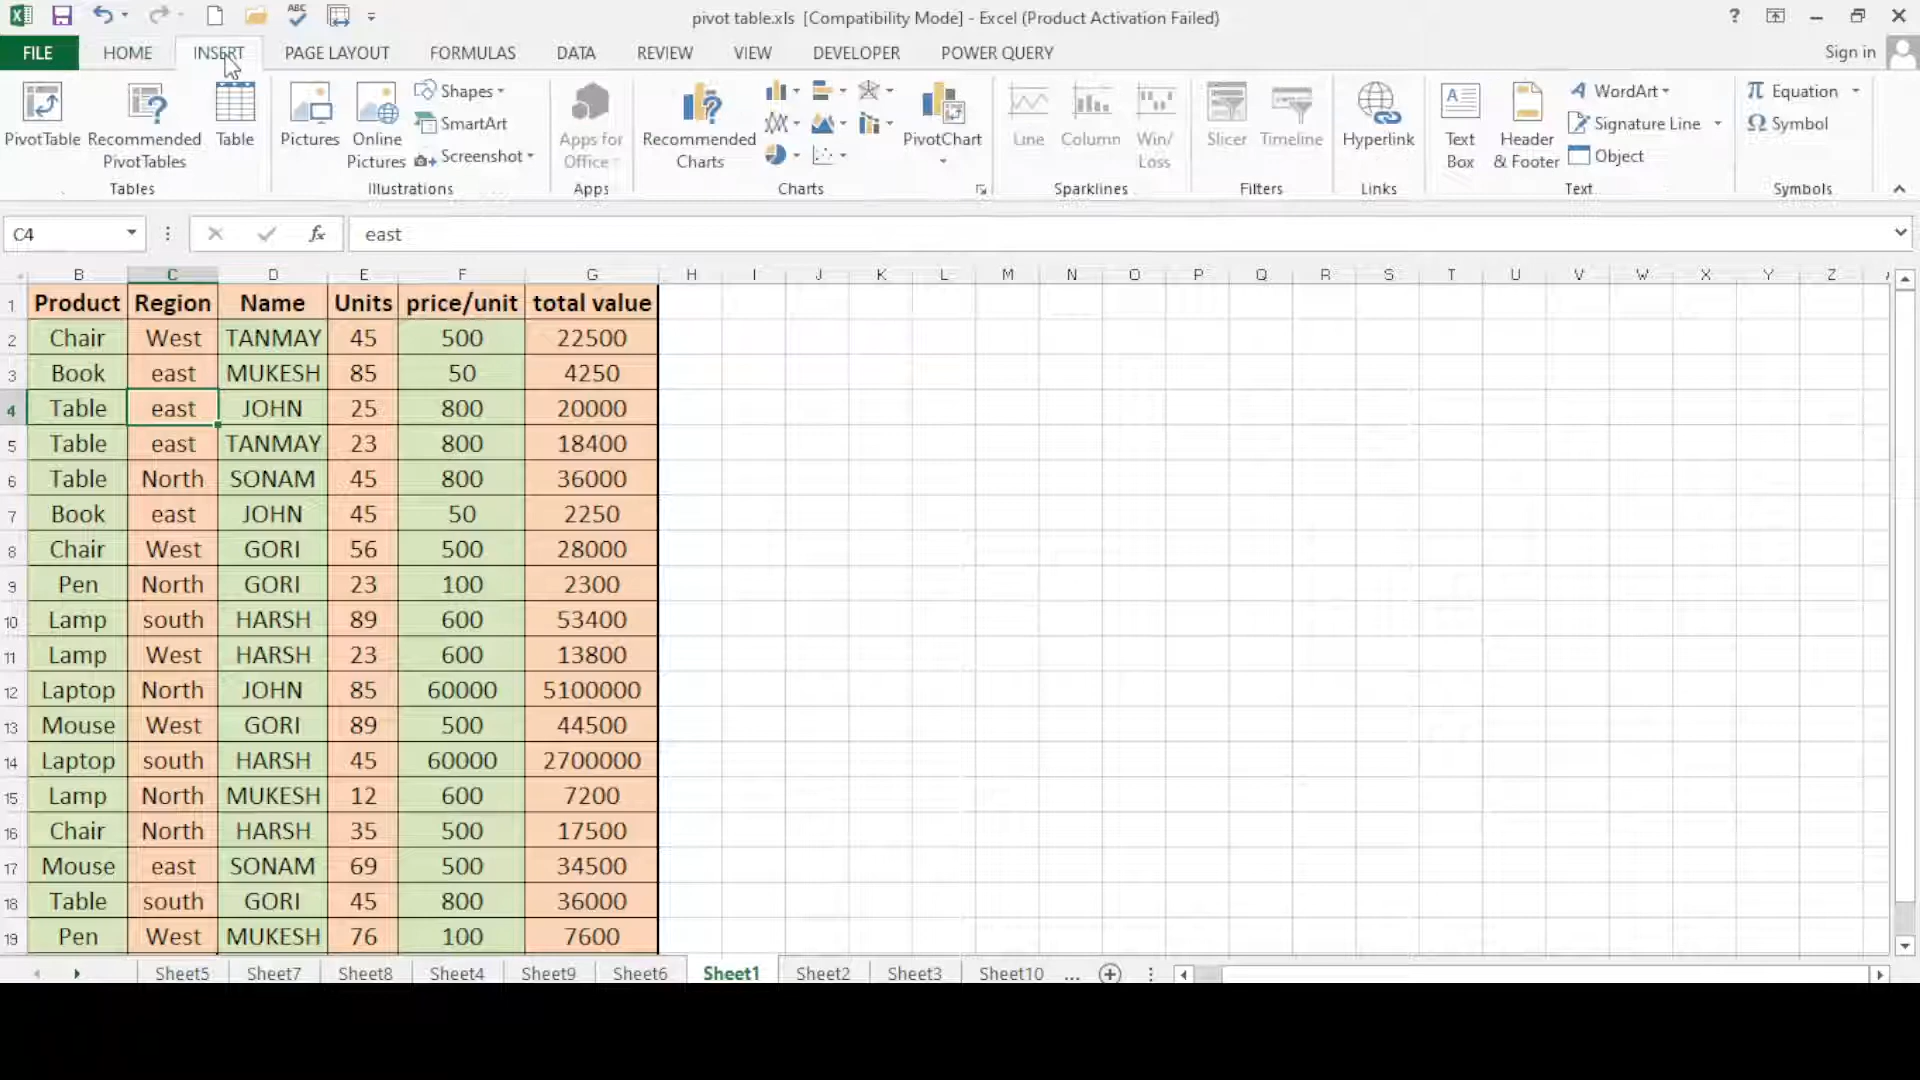 ABC
pivot table.xls [Compatibility Mode] - Excel (Product Activation Failed)
?
FILE HOME INSERT PAGE LAYOUT FORMULAS DATA REVIEW VIEW DEVELOPER POWER QUERY Sign in
PivotTable
Recommended PivotTables
Table
Tables
Pictures
Online Pictures
Shapes
SmartArt
Screenshot
Illustrations
Apps for Office
Apps
Recommended Charts
PivotChart
Charts
Line
Column
Win/ Loss
Sparklines
Slicer
Timeline
Filters
Hyperlink
Links
Text Box
Header & Footer
WordArt
Signature Line
Object
Text
π Equation
Ω Symbol
Symbols
C4 fx east
B C D E F G H I J K L M N O P Q R S T U V W X Y Z
1 Product Region Name Units price/unit total value
2 Chair West TANMAY 45 500 22500
3 Book east MUKESH 85 50 4250
4 Table east JOHN 25 800 20000
5 Table east TANMAY 23 800 18400
6 Table North SONAM 45 800 36000
7 Book east JOHN 45 50 2250
8 Chair West GORI 56 500 28000
9 Pen North GORI 23 100 2300
10 Lamp south HARSH 89 600 53400
11 Lamp West HARSH 23 600 13800
12 Laptop North JOHN 85 60000 5100000
13 Mouse West GORI 89 500 44500
14 Laptop south HARSH 45 60000 2700000
15 Lamp North MUKESH 12 600 7200
16 Chair North HARSH 35 500 17500
17 Mouse east SONAM 69 500 34500
18 Table south GORI 45 800 36000
19 Pen West MUKESH 76 100 7600
Sheet5 Sheet7 Sheet8 Sheet4 Sheet9 Sheet6 Sheet1 Sheet2 Sheet3 Sheet10 ...